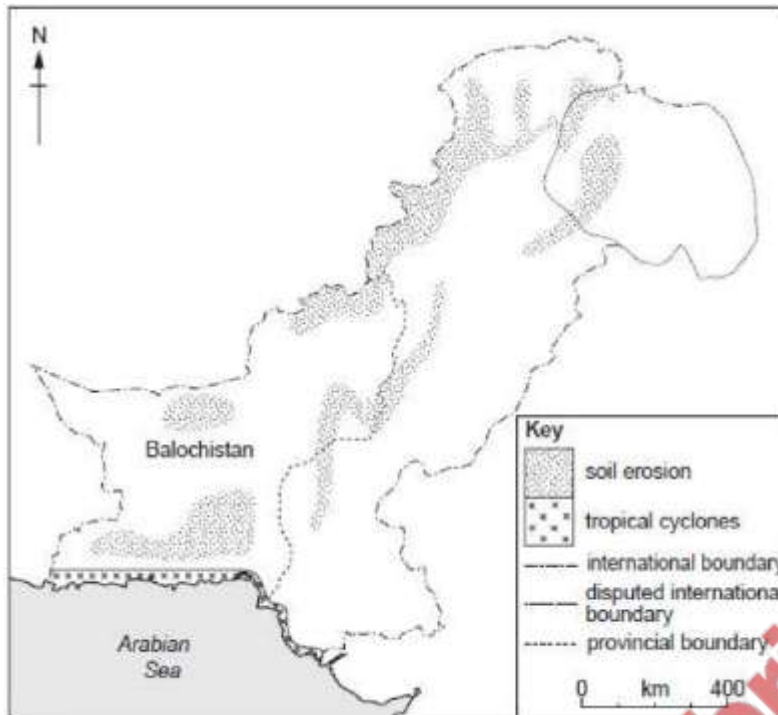 N
Balochistan
Arabian
Sea
Key
soil erosion
tropical cyclones
international boundary
disputed international
boundary
provincial boundary
0 km 400